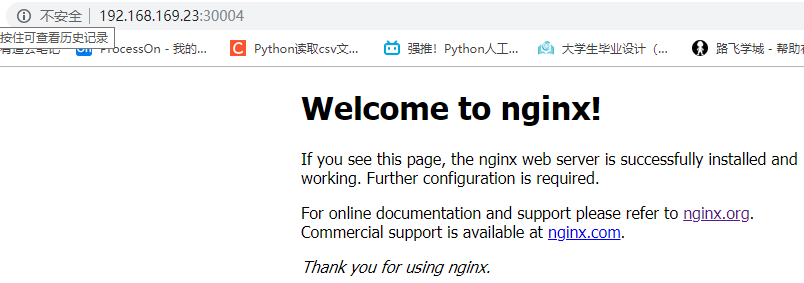 不安全 192.168.169.23:30004
按住可查看历史记录
ProcessOn - 我的... Python读取csv文... 强推！Python人工... 大学生毕业设计（... 路飞学城 - 帮助有
Welcome to nginx!
If you see this page, the nginx web server is successfully installed and
working. Further configuration is required.
For online documentation and support please refer to nginx.org.
Commercial support is available at nginx.com.
Thank you for using nginx.